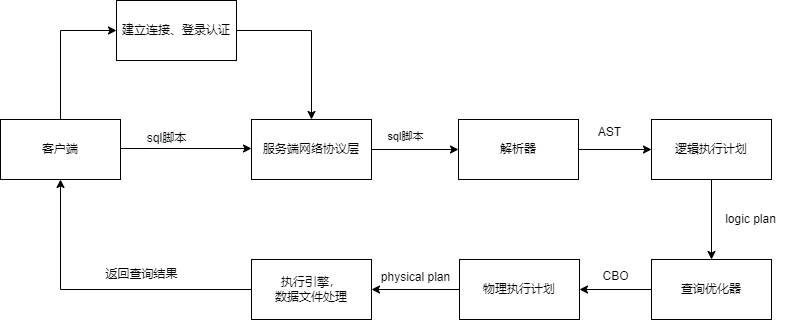 建立连接、登录认证
客户端
sql脚本
服务端网络协议层
sql脚本
解析器
AST
逻辑执行计划
logic plan
返回查询结果
执行引擎，
数据文件处理
physical plan
物理执行计划
CBO
查询优化器